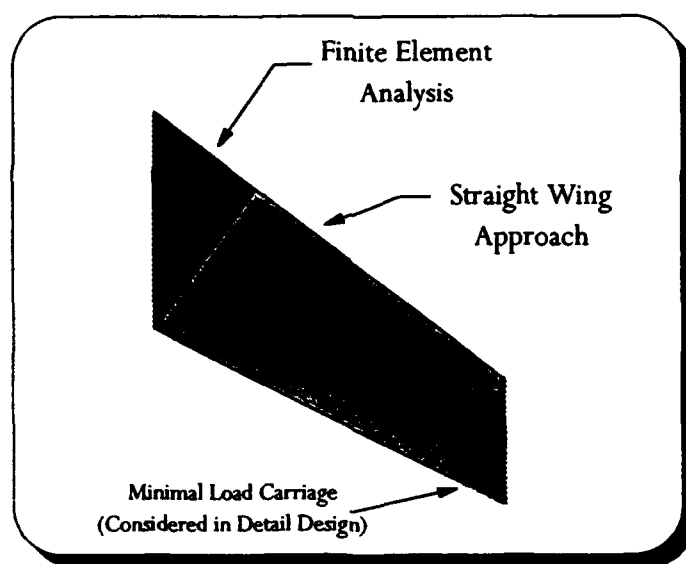 Finite Element
Analysis
Straight Wing
Approach
Minimal Load Carriage
(Considered in Detail Design)